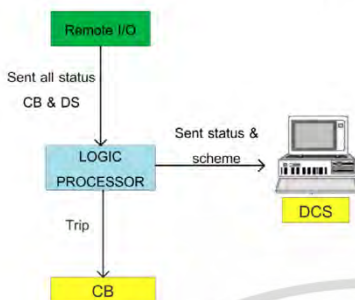 Remote I/O
Sent all status
CB & DS
Sent status &
scheme
LOGIC
PROCESSOR
DCS
Trip
CB